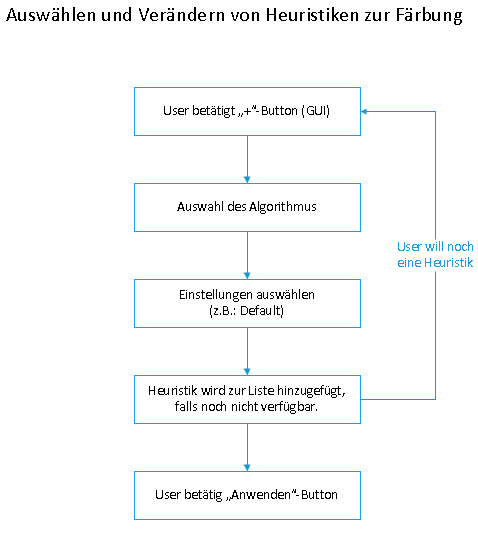 Auswählen und Verändern von Heuristiken zur Färbung
User betätigt „+“-Button (GUI)
Auswahl des Algorithmus
User will noch
eine Heuristik
Einstellungen auswählen
(z.B.: Default)
Heuristik wird zur Liste hinzugefügt,
falls noch nicht verfügbar.
User betätig „Anwenden“-Button